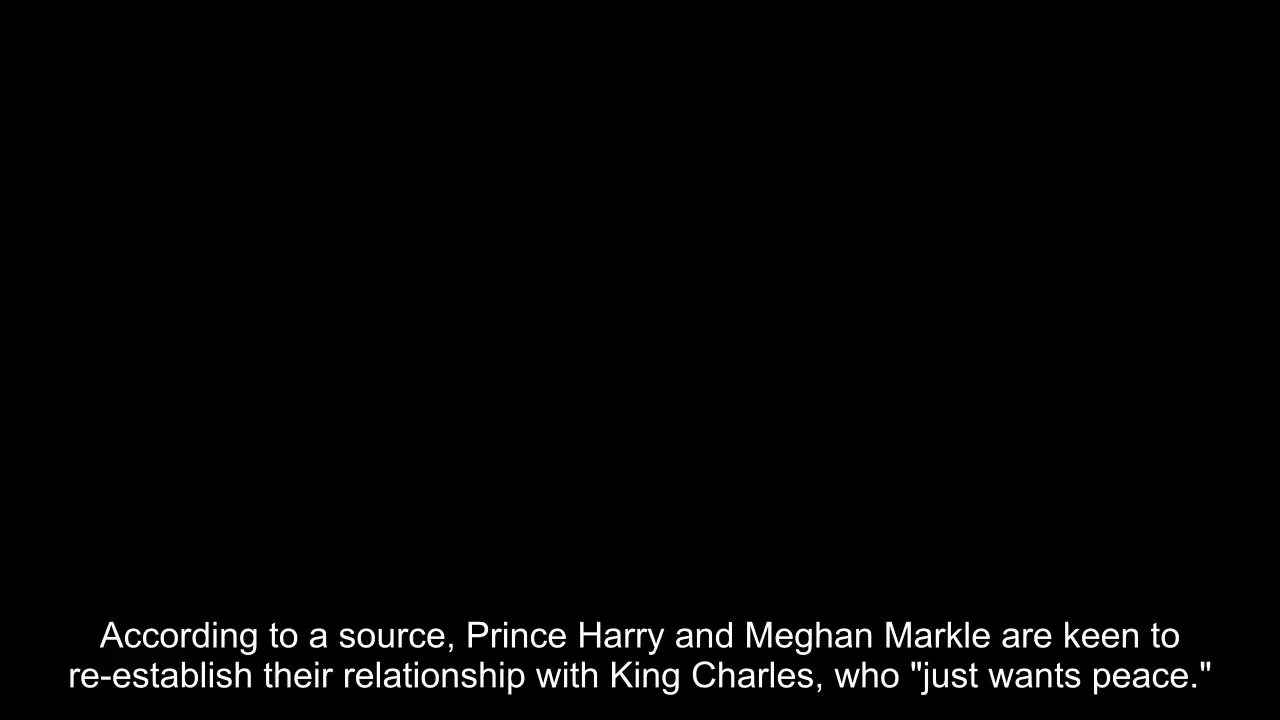 According to a source, Prince Harry and Meghan Markle are keen to
re-establish their relationship with King Charles, who "just wants peace."